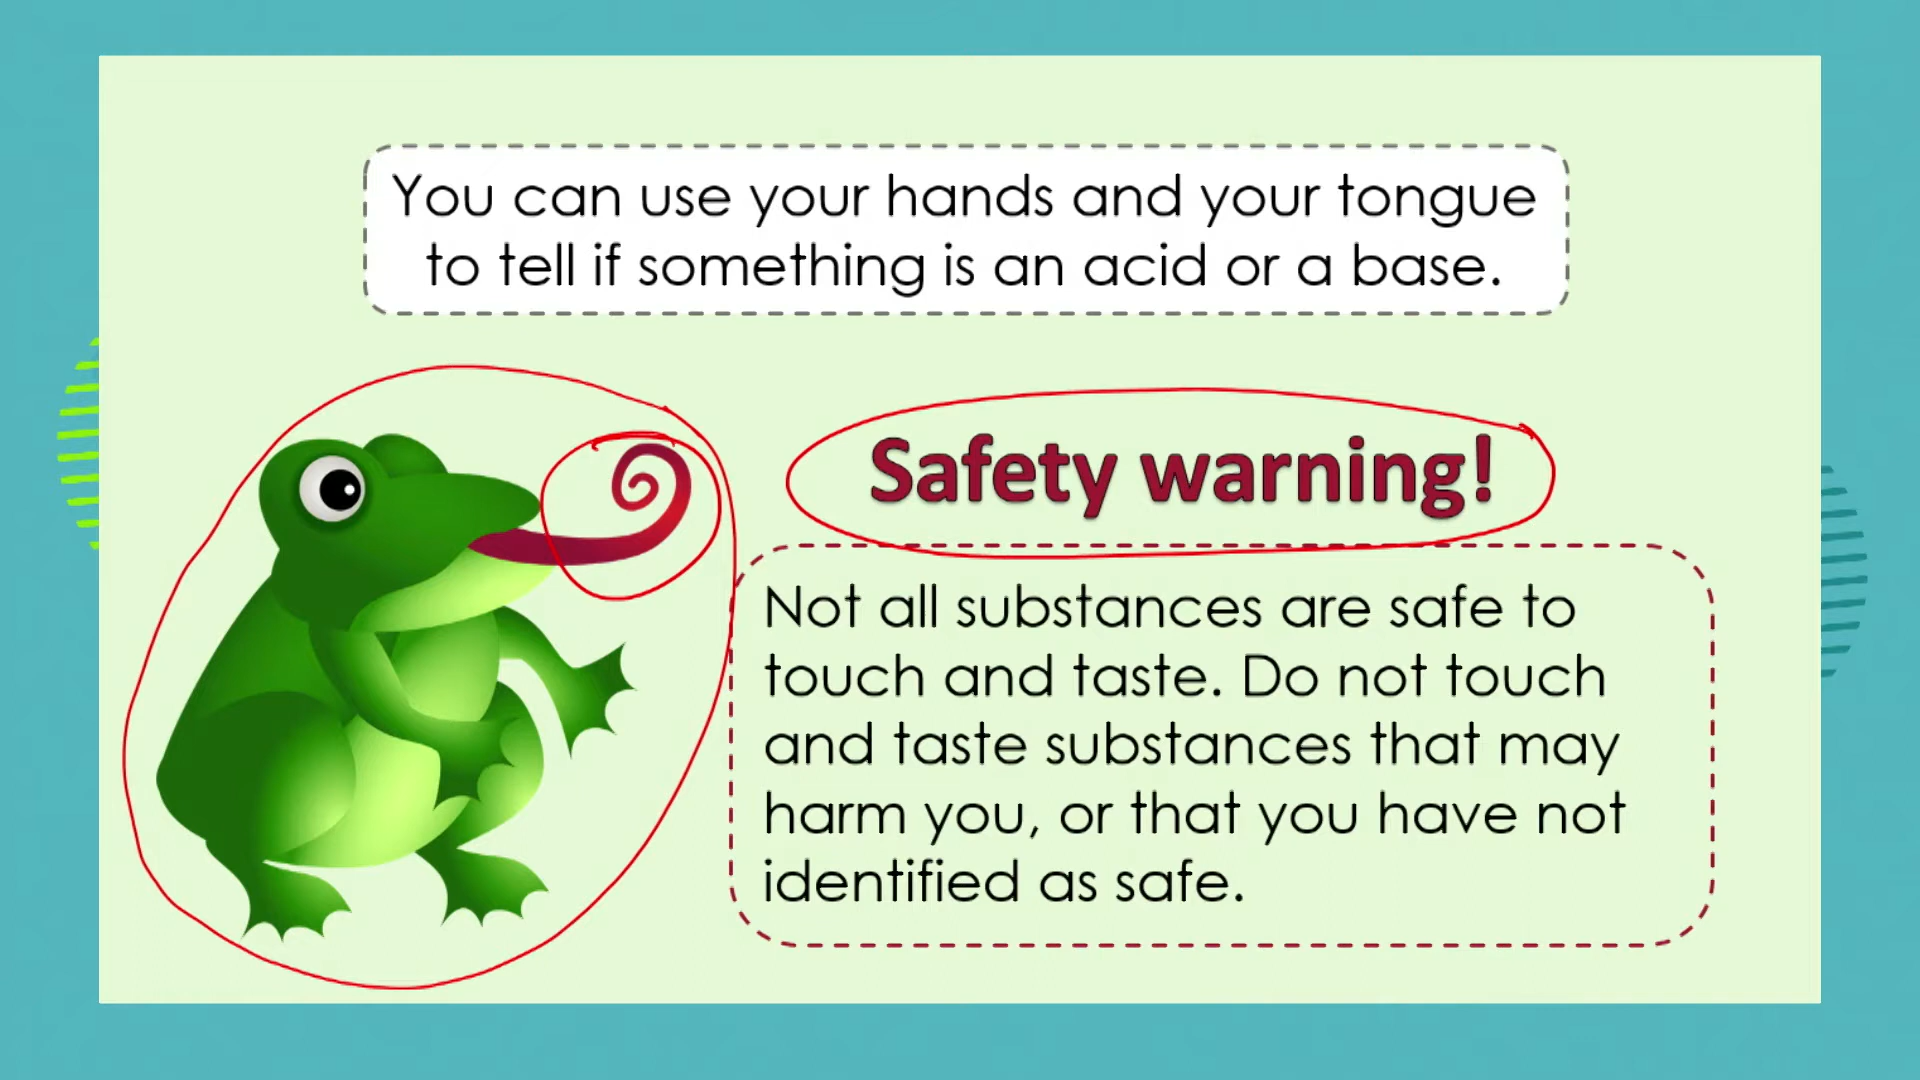 You can use your hands and your tongue
to tell if something is an acid or a base.
Safety warning!
Not all substances are safe to
touch and taste. Do not touch
and taste substances that may
harm you, or that you have not
identified as safe.